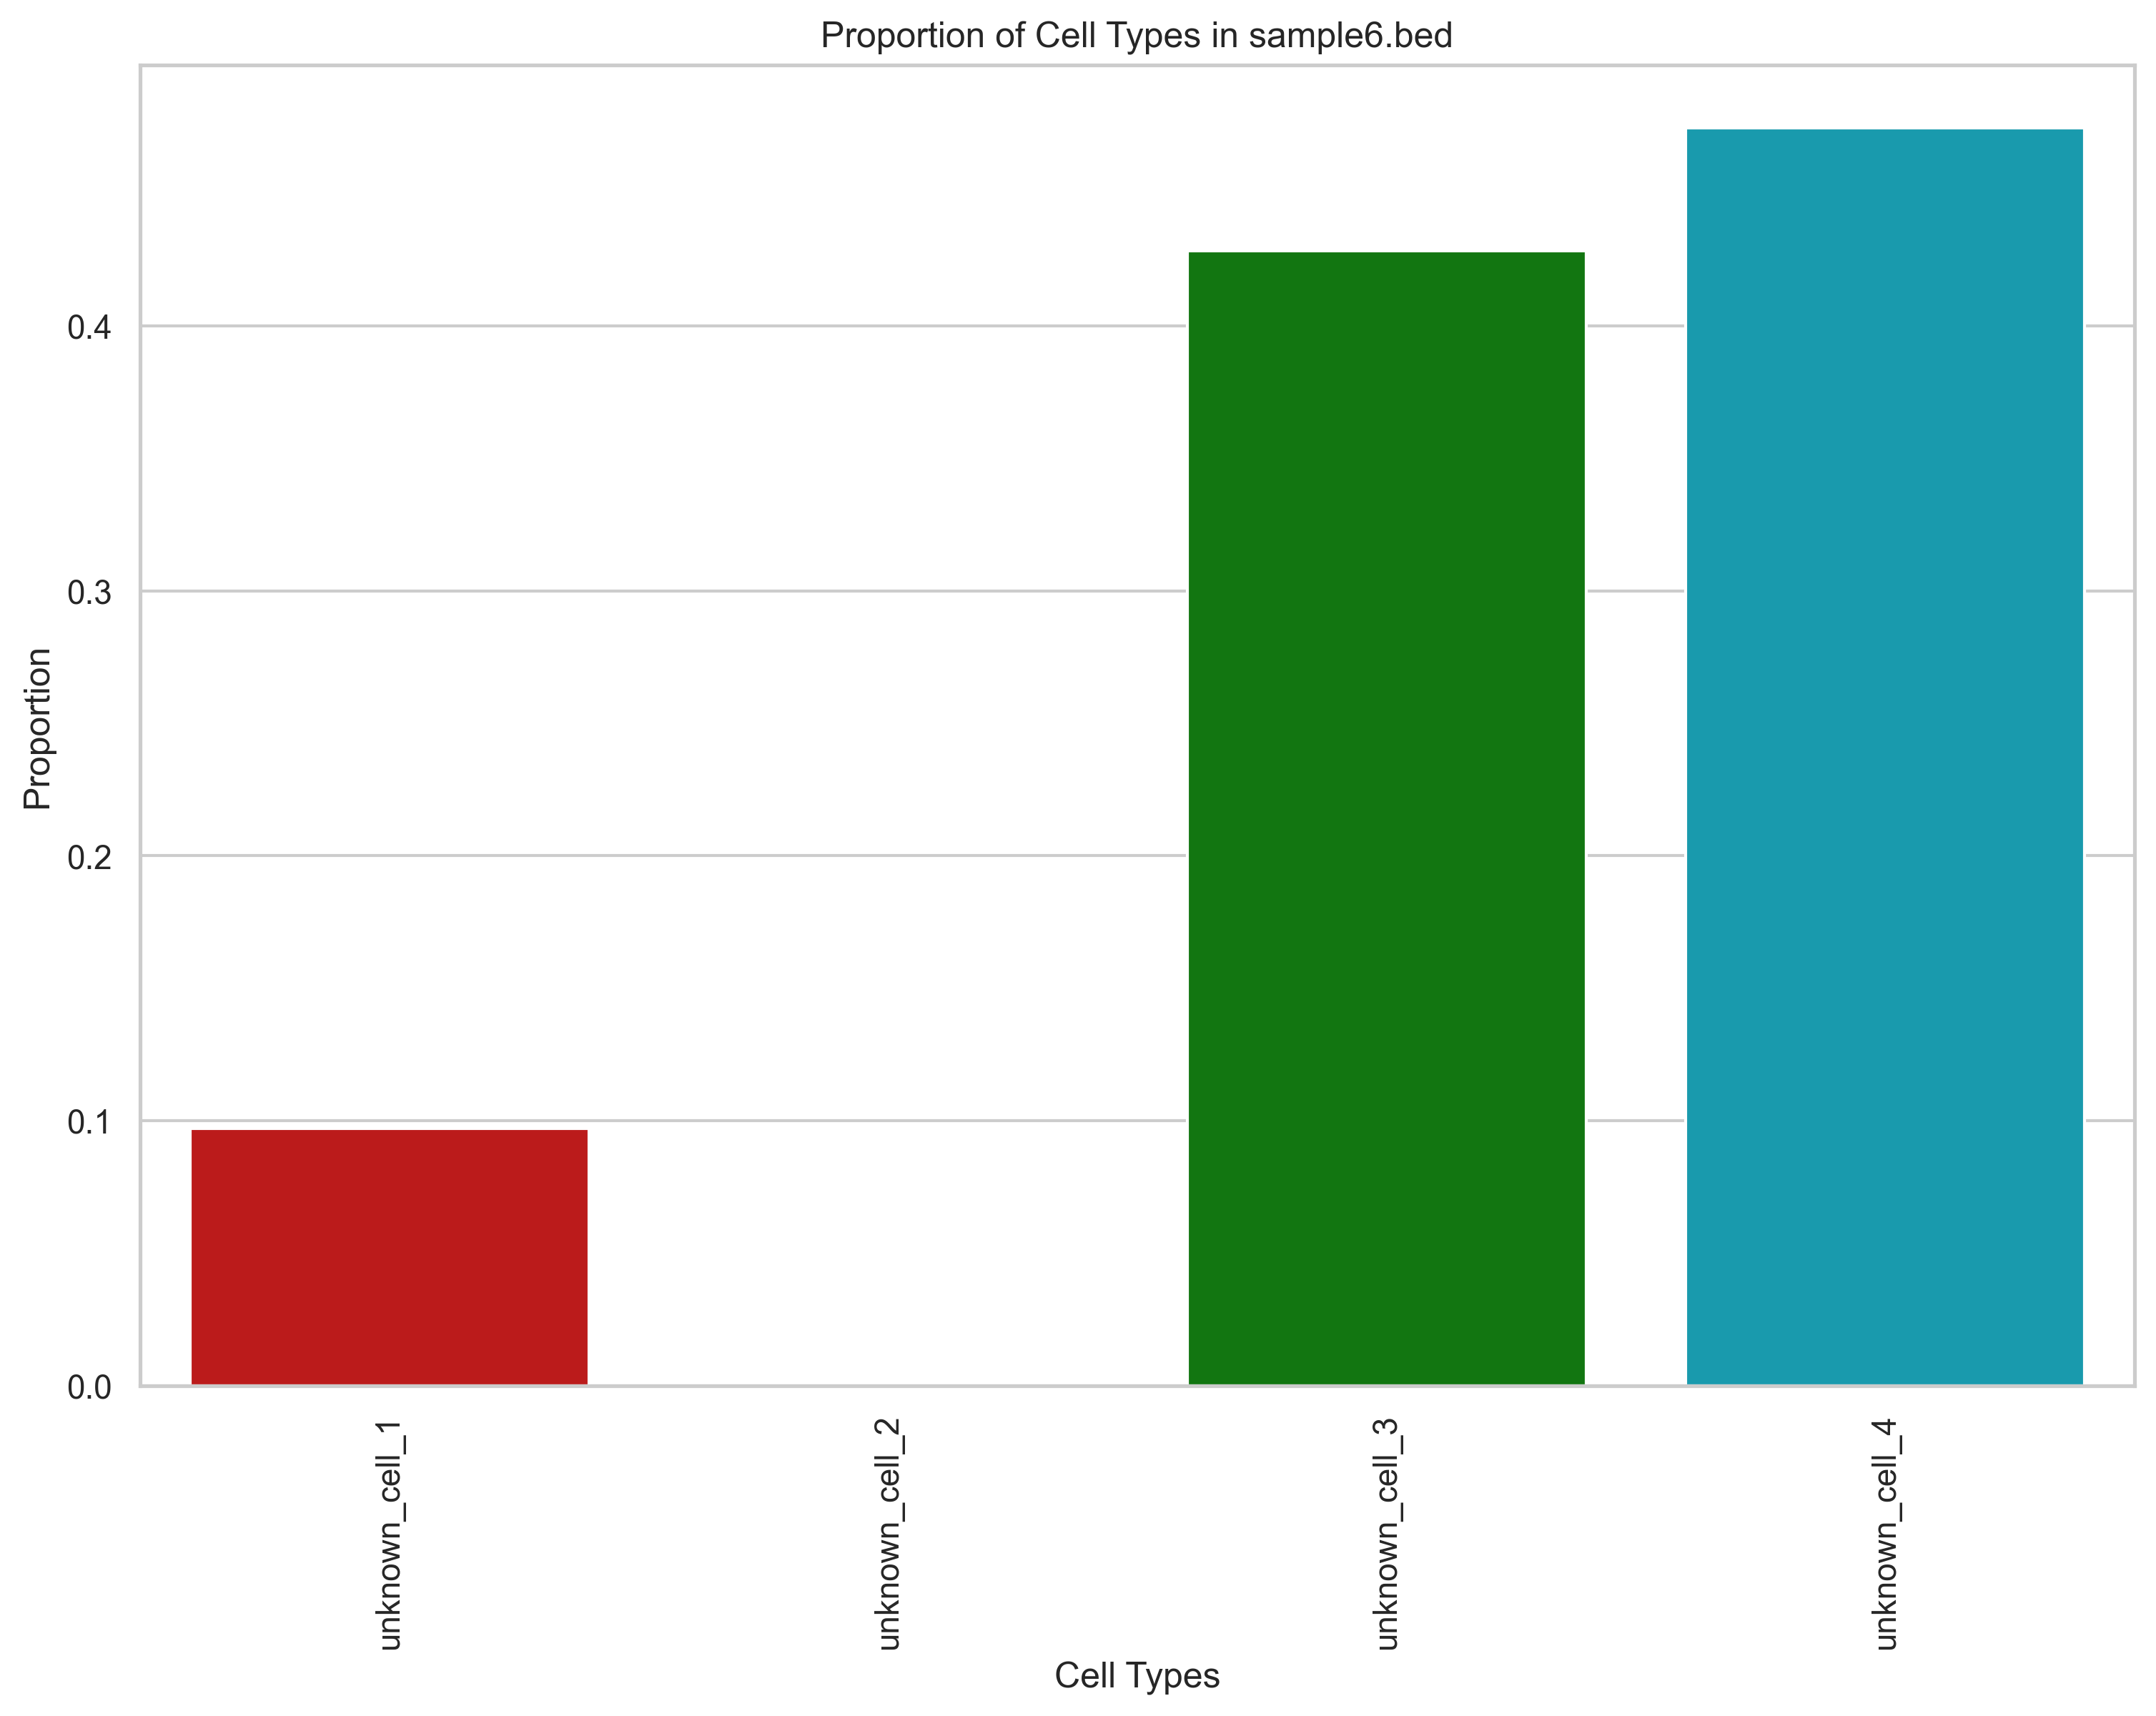 Proportion of Cell Types in sample6.bed
Proportion
0.4
0.3
0.2
0.1
0.0
unknown_cell_1
unknown_cell_2
unknown_cell_3
unknown_cell_4
Cell Types